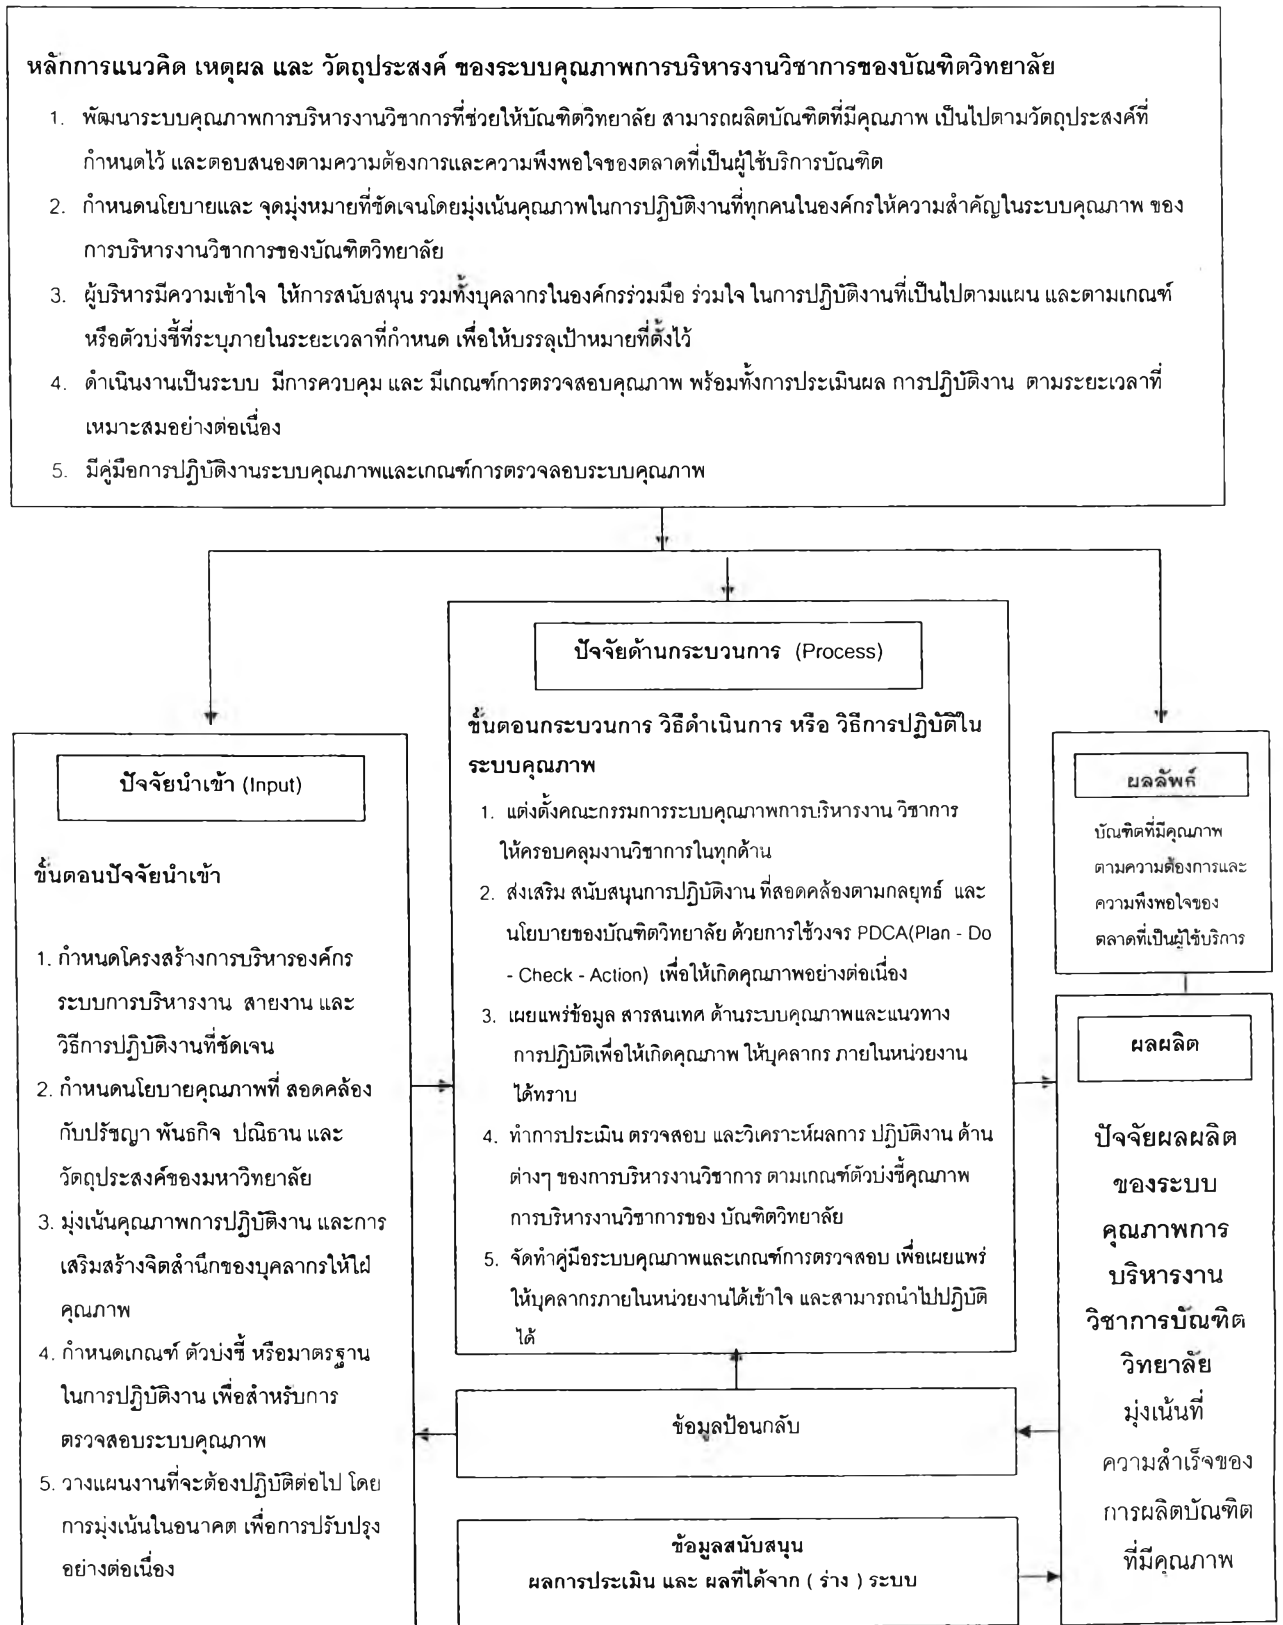 หลักการแนวคิด เหตุผล และ วัตถุประสงค์ ของระบบคุณภาพการบริหารงานวิชาการของบัณฑิตวิทยาลัย
1. พัฒนาระบบคุณภาพการบริหารงานวิชาการที่ช่วยให้บัณฑิตวิทยาลัย สามารถผลิตบัณฑิตที่มีคุณภาพ เป็นไปตามวัตถุประสงค์ที่
กำหนดไว้ และตอบสนองตามความต้องการและความพึงพอใจของตลาดที่เป็นผู้ใช้บริการบัณฑิต
2. กำหนดนโยบายและ จุดมุ่งหมายที่ชัดเจนโดยมุ่งเน้นคุณภาพในการปฏิบัติงานที่ทุกคนในองค์กรให้ความสำคัญในระบบคุณภาพ ของ
การบริหารงานวิชาการของบัณฑิตวิทยาลัย
3. ผู้บริหารมีความเข้าใจ ให้การสนับสนุน รวมทั้งบุคลากรในองค์กรร่วมมือ ร่วมใจ ในการปฏิบัติงานที่เป็นไปตามแผน และตามเกณฑ์
หรือตัวบ่งชี้ที่ระบุภายในระยะเวลาที่กำหนด เพื่อให้บรรลุเป้าหมายที่ตั้งไว้
4. ดำเนินงานเป็นระบบ มีการควบคุม และ มีเกณฑ์การตรวจสอบคุณภาพ พร้อมทั้งการประเมินผล การปฏิบัติงาน ตามระยะเวลาที่
เหมาะสมอย่างต่อเนื่อง
5. มีคู่มือการปฏิบัติงานระบบคุณภาพและเกณฑ์การตรวจสอบระบบคุณภาพ
ปัจจัยนำเข้า (Input)
ขั้นตอนปัจจัยนำเข้า
1. กำหนดโครงสร้างการบริหารองค์กร
ระบบการบริหารงาน สายงาน และ
วิธีการปฏิบัติงานที่ชัดเจน
2. กำหนดนโยบายคุณภาพที่ สอดคล้อง
กับปรัชญา พันธกิจ ปณิธาน และ
วัตถุประสงค์ของมหาวิทยาลัย
3. มุ่งเน้นคุณภาพการปฏิบัติงาน และการ
เสริมสร้างจิตสำนึกของบุคลากรให้ใฝ่
คุณภาพ
4. กำหนดเกณฑ์ ตัวบ่งชี้ หรือมาตรฐาน
ในการปฏิบัติงาน เพื่อสำหรับการ
ตรวจสอบระบบคุณภาพ
5. วางแผนงานที่จะต้องปฏิบัติต่อไป โดย
การมุ่งเน้นในอนาคต เพื่อการปรับปรุง
อย่างต่อเนื่อง
ปัจจัยด้านกระบวนการ (Process)
ขั้นตอนกระบวนการ วิธีดำเนินการ หรือ วิธีการปฏิบัติใน
ระบบคุณภาพ
1. แต่งตั้งคณะกรรมการระบบคุณภาพการบริหารงาน วิชาการ
ให้ครอบคลุมงานวิชาการในทุกด้าน
2. ส่งเสริม สนับสนุนการปฏิบัติงาน ที่สอดคล้องตามกลยุทธ์ และ
นโยบายของบัณฑิตวิทยาลัย ด้วยการใช้วงจร PDCA(Plan - Do
- Check - Action) เพื่อให้เกิดคุณภาพอย่างต่อเนื่อง
3. เผยแพร่ข้อมูล สารสนเทศ ด้านระบบคุณภาพและแนวทาง
การปฏิบัติเพื่อให้เกิดคุณภาพ ให้บุคลากร ภายในหน่วยงาน
ได้ทราบ
4. ทำการประเมิน ตรวจสอบ และวิเคราะห์ผลการ ปฏิบัติงาน ด้าน
ต่างๆ ของการบริหารงานวิชาการ ตามเกณฑ์ตัวบ่งชี้คุณภาพ
การบริหารงานวิชาการของ บัณฑิตวิทยาลัย
5. จัดทำคู่มือระบบคุณภาพและเกณฑ์การตรวจสอบ เพื่อเผยแพร่
ให้บุคลากรภายในหน่วยงานได้เข้าใจ และสามารถนำไปปฏิบัติ
ได้
ข้อมูลป้อนกลับ
ข้อมูลสนับสนุน
ผลการประเมิน และ ผลที่ได้จาก ( ร่าง ) ระบบ
ผลลัพท์
บัณฑิตที่มีคุณภาพ
ตามความต้องการและ
ความพึงพอใจของ
ตลาดที่เป็นผู้ใช้บริการ
ผลผลิต
ปัจจัยผลผลิต
ของระบบ
คุณภาพการ
บริหารงาน
วิชาการบัณฑิต
วิทยาลัย
มุ่งเน้นที่
ความสำเร็จของ
การผลิตบัณฑิต
ที่มีคุณภาพ